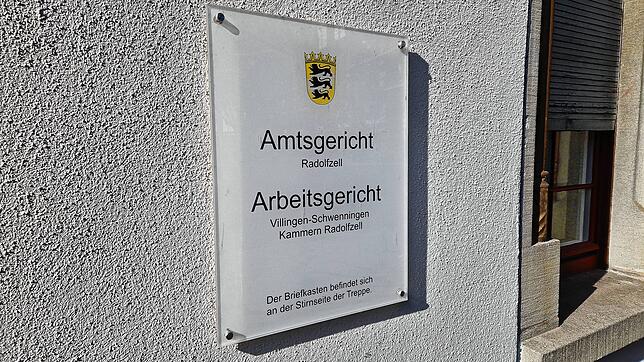 Amtsgericht
Radolfzell
Arbeitsgericht
Villingen-Schwenningen
Kammern Radolfzell
Der Briefkasten befindet sich
an der Stirnseite der Treppe.